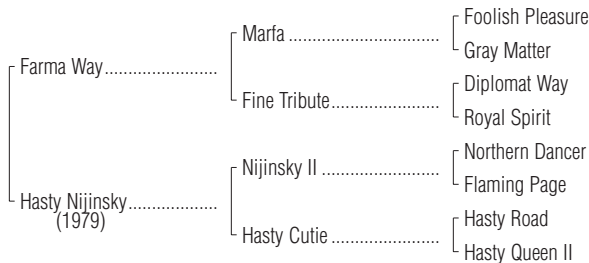 Foolish Pleasure
Marfa ..................................
Gray Matter
Farma Way.......................
Diplomat Way
Fine Tribute........................
Royal Spirit
Northern Dancer
Nijinsky II ..........................
Flaming Page
Hasty Nijinsky..................
(1979)
Hasty Road
Hasty Cutie ........................
Hasty Queen II